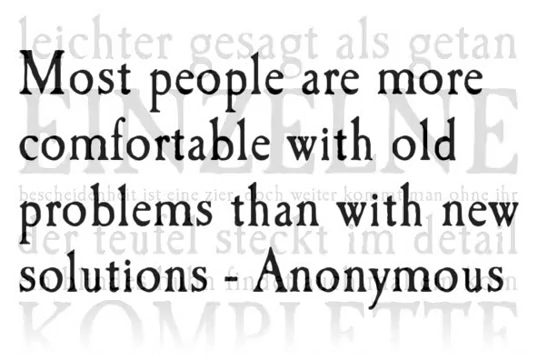 leichter gesagt als getan
Most people are more
EINZELNE
comfortable with old
bescheidenheit ist eine zier, doch weiter kommt man ohne ihr
problems than with new
der teufel steckt im detail
solutions - Anonymous
KOMPLETTE